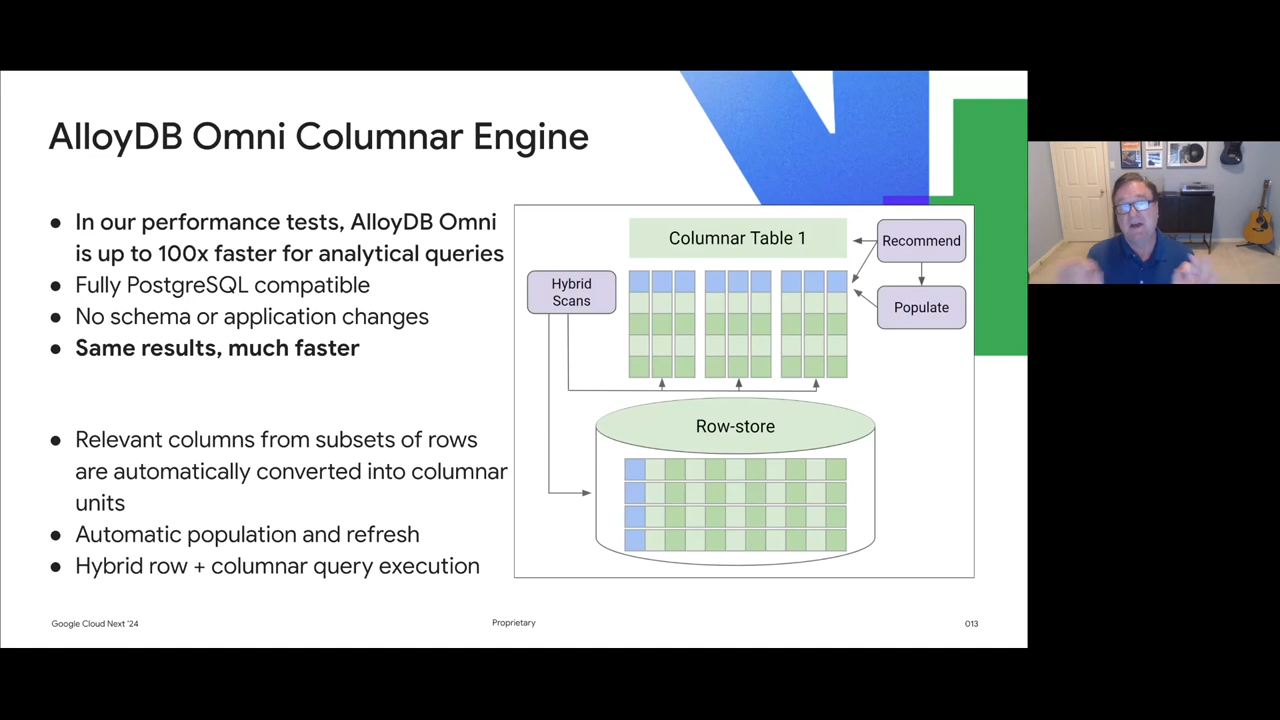 AlloyDB Omni Columnar Engine
● In our performance tests, AlloyDB Omni
is up to 100x faster for analytical queries
● Fully PostgreSQL compatible
● No schema or application changes
● Same results, much faster
● Relevant columns from subsets of rows
are automatically converted into columnar
units
● Automatic population and refresh
● Hybrid row + columnar query execution
Columnar Table 1
Recommend
Hybrid
Scans
Populate
Row-store
Google Cloud Next '24
Proprietary
013